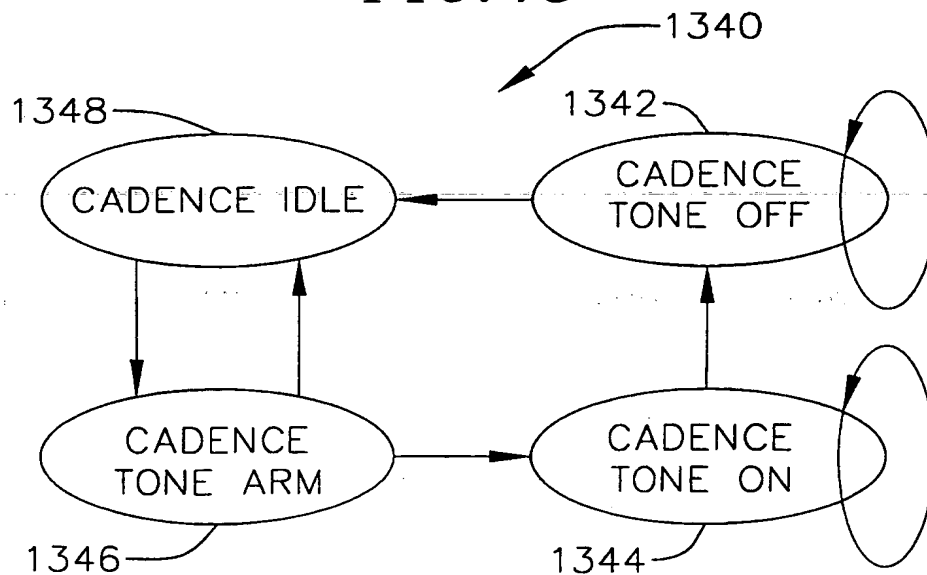 1340
1348
1342
CADENCE IDLE
CADENCE
TONE OFF
CADENCE
TONE ARM
CADENCE
TONE ON
1346
1344